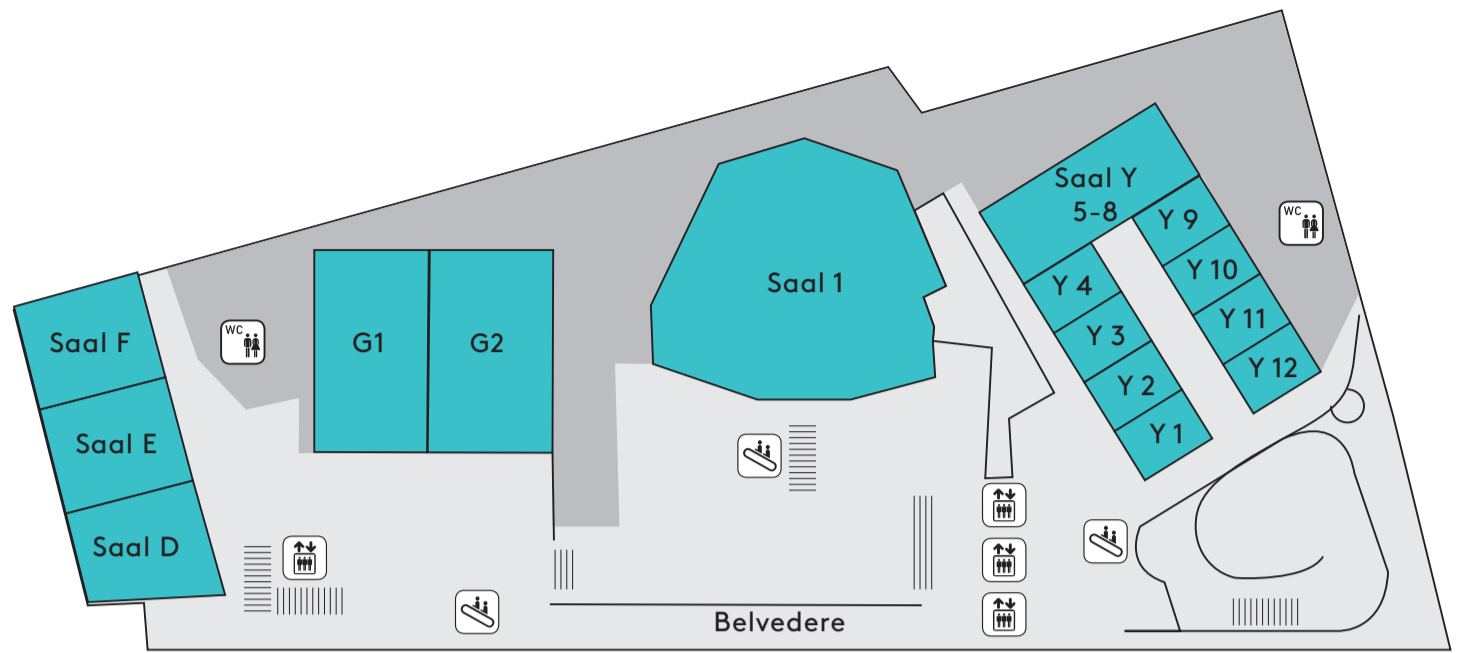 Saal Y
5-8
Y 9
WC
WC
Y 10
Y 4
Saal 1
Y 11
Y 3
Saal F
G1
G2
Y 12
Y 2
Y 1
Saal E
Saal D
Belvedere